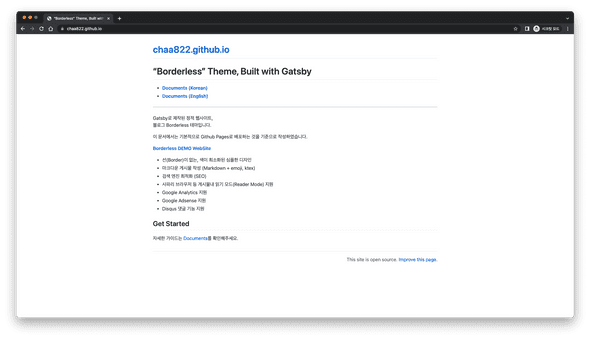 "Borderless" Theme, Built with
chaa822.github.io
시크릿 모드
chaa822.github.io
"Borderless" Theme, Built with Gatsby
Documents (Korean)
Documents (English)
Gatsby로 제작된 정적 웹사이트,
블로그 Borderless 테마입니다.
이 문서에서는 기본적으로 Github Pages로 배포하는 것을 기준으로 작성하였습니다.
Borderless DEMO WebSite
선(Border)이 없는, 색이 최소화된 심플한 디자인
마크다운 게시물 작성 (Markdown + emoji, ktex)
검색 엔진 최적화 (SEO)
사파리 브라우저 등 게시물내 읽기 모드(Reader Mode) 지원
Google Analytics 지원
Google Adsense 지원
Disqus 댓글 기능 지원
Get Started
자세한 가이드는 Documents를 확인해주세요.
This site is open source. Improve this page.